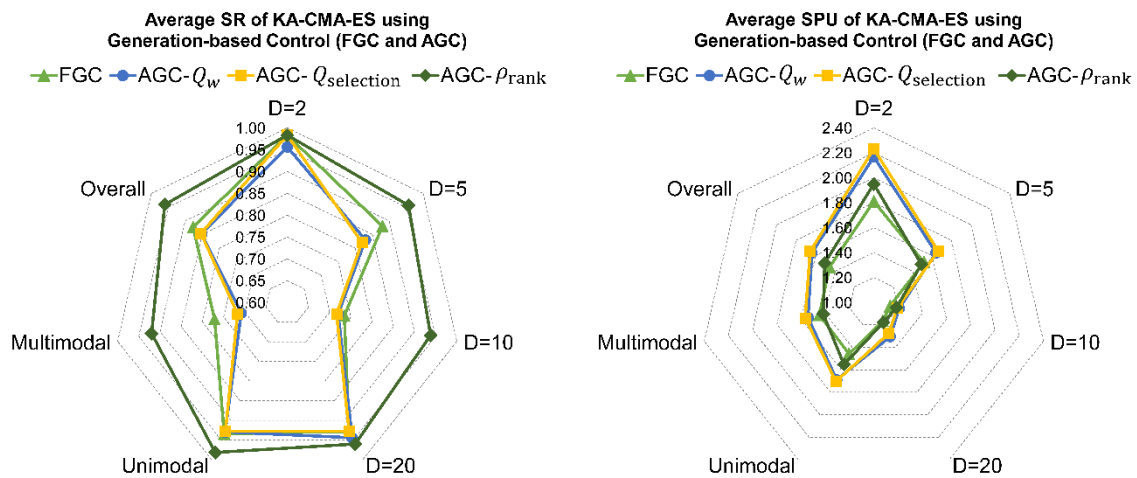 Average SR of KA-CMA-ES using
Generation-based Control (FGC and AGC)
FGC AGC-Q_w AGC- Q_selection AGC-ρ_rank
D=2
1.00
0.95
0.90
0.85
0.80
0.75
0.70
0.65
0.60
Overall
D=5
Multimodal
D=10
Unimodal
D=20
Average SPU of KA-CMA-ES using
Generation-based Control (FGC and AGC)
FGC AGC-Q_w AGC- Q_selection AGC-ρ_rank
D=2
2.40
2.20
2.00
1.80
1.60
1.40
1.20
1.00
Overall
D=5
Multimodal
D=10
Unimodal
D=20